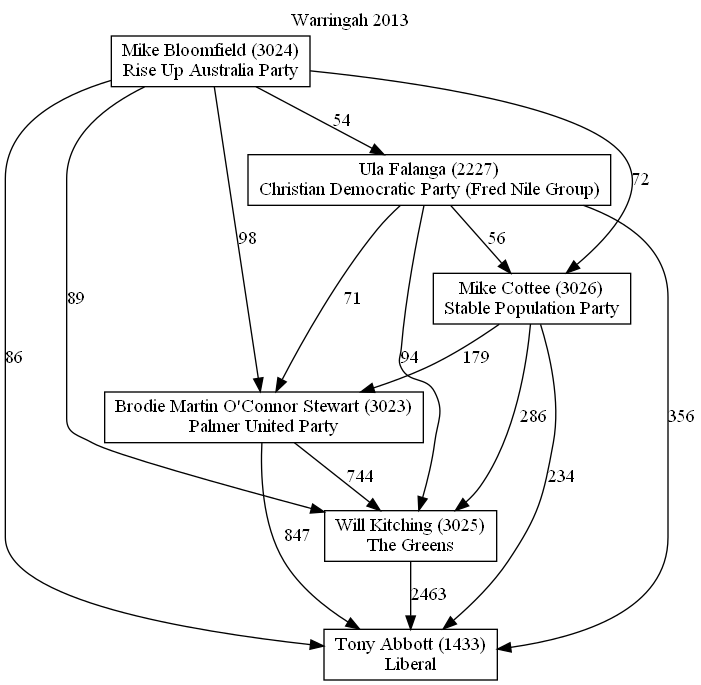 Warringah 2013
Mike Bloomfield (3024)
Rise Up Australia Party
54
Ula Falanga (2227)
Christian Democratic Party (Fred Nile Group)
72
98
56
Mike Cottee (3026)
Stable Population Party
89
71
86
94
179
Brodie Martin O'Connor Stewart (3023)
Palmer United Party
286
356
744
234
Will Kitching (3025)
The Greens
847
2463
Tony Abbott (1433)
Liberal